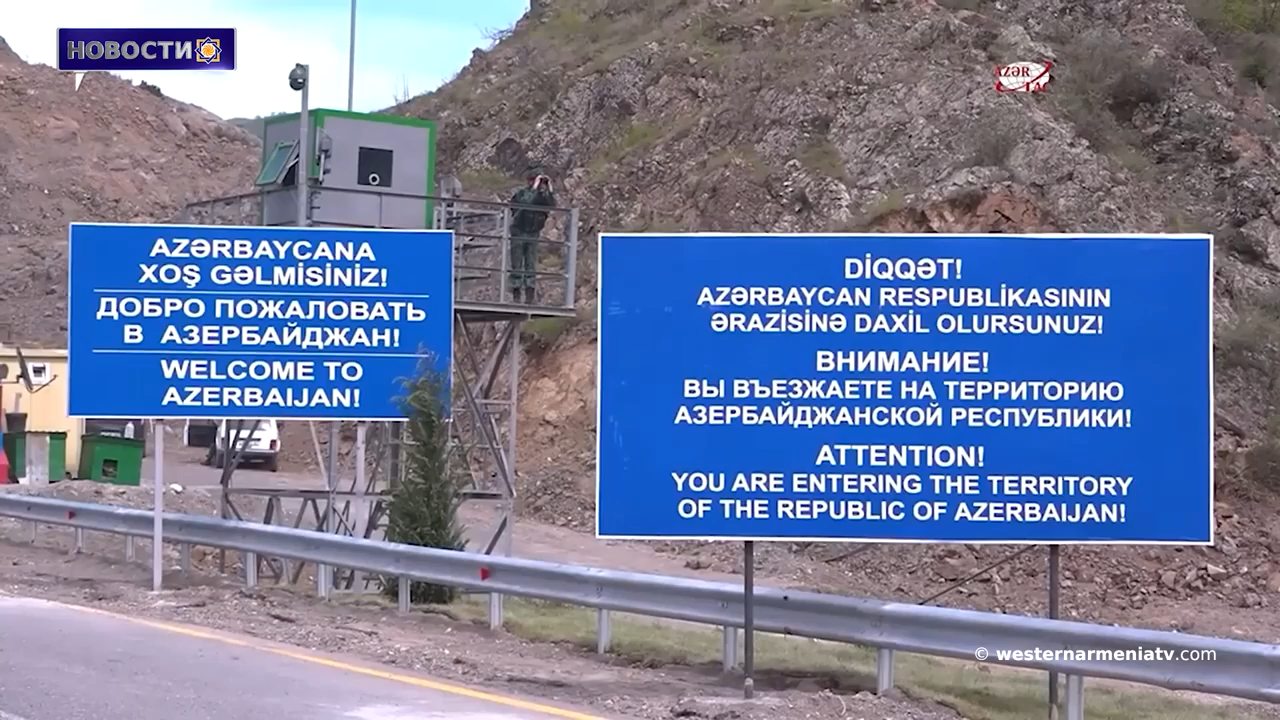 НОВОСТИ
AZƏR
TAC
AZƏRBAYCANA
XOŞ GƏLMİSİNİZ!
ДОБРО ПОЖАЛОВАТЬ
В АЗЕРБАЙДЖАН!
WELCOME TO
AZERBAIJAN!
DİQQƏT!
AZƏRBAYCAN RESPUBLİKASININ
ƏRAZİSİNƏ DAXİL OLURSUNUZ!
ВНИМАНИЕ!
ВЫ ВЪЕЗЖАЕТЕ НА ТЕРРИТОРИЮ
АЗЕРБАЙДЖАНСКОЙ РЕСПУБЛИКИ!
ATTENTION!
YOU ARE ENTERING THE TERRITORY
OF THE REPUBLIC OF AZERBAIJAN!
© westernarmeniatv.com